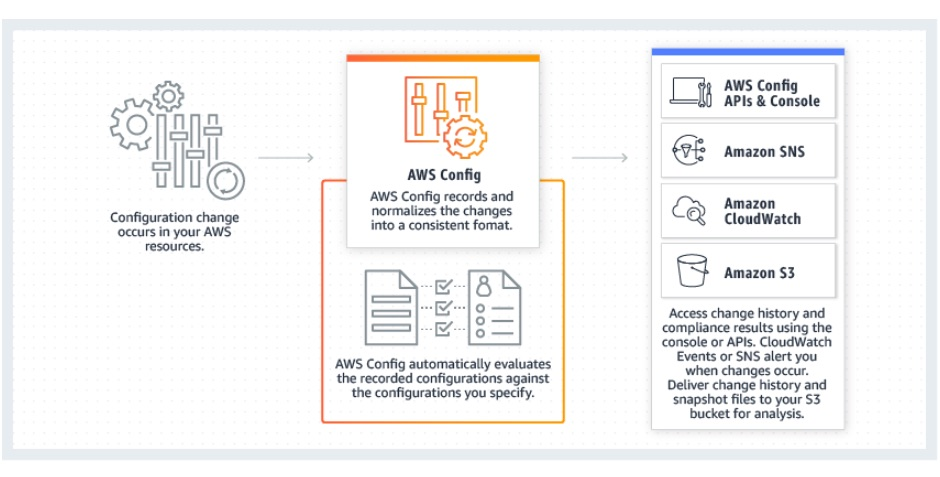 Configuration change
occurs in your AWS
resources.
AWS Config
AWS Config records and
normalizes the changes
into a consistent fomat.
AWS Config automatically evaluates
the recorded configurations against
the configurations you specify.
AWS Config
APIs & Console
Amazon SNS
Amazon
CloudWatch
Amazon S3
Access change history and
compliance results using the
console or APIs. CloudWatch
Events or SNS alert you
when changes occur.
Deliver change history and
snapshot files to your S3
bucket for analysis.